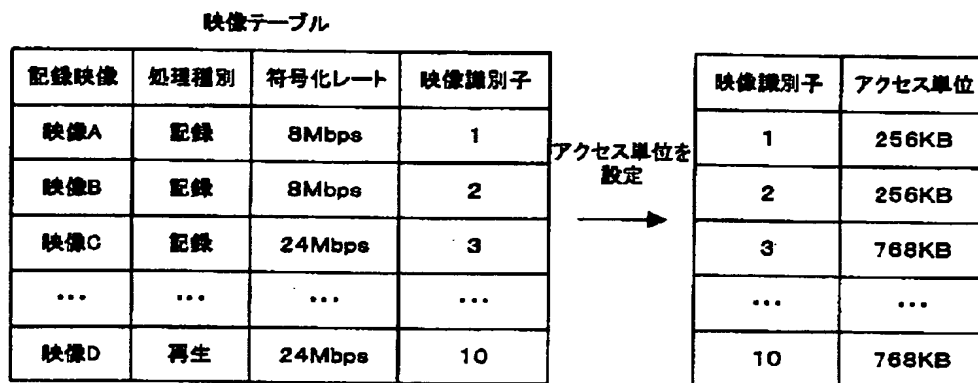 映像テーブル
記録映像 処理種別 符号化レート 映像識別子
映像A 記録 8Mbps 1
映像B 記録 8Mbps 2
映像C 記録 24Mbps 3
… … … …
映像D 再生 24Mbps 10
アクセス単位を
設定
映像識別子 アクセス単位
1 256KB
2 256KB
3 768KB
… …
10 768KB